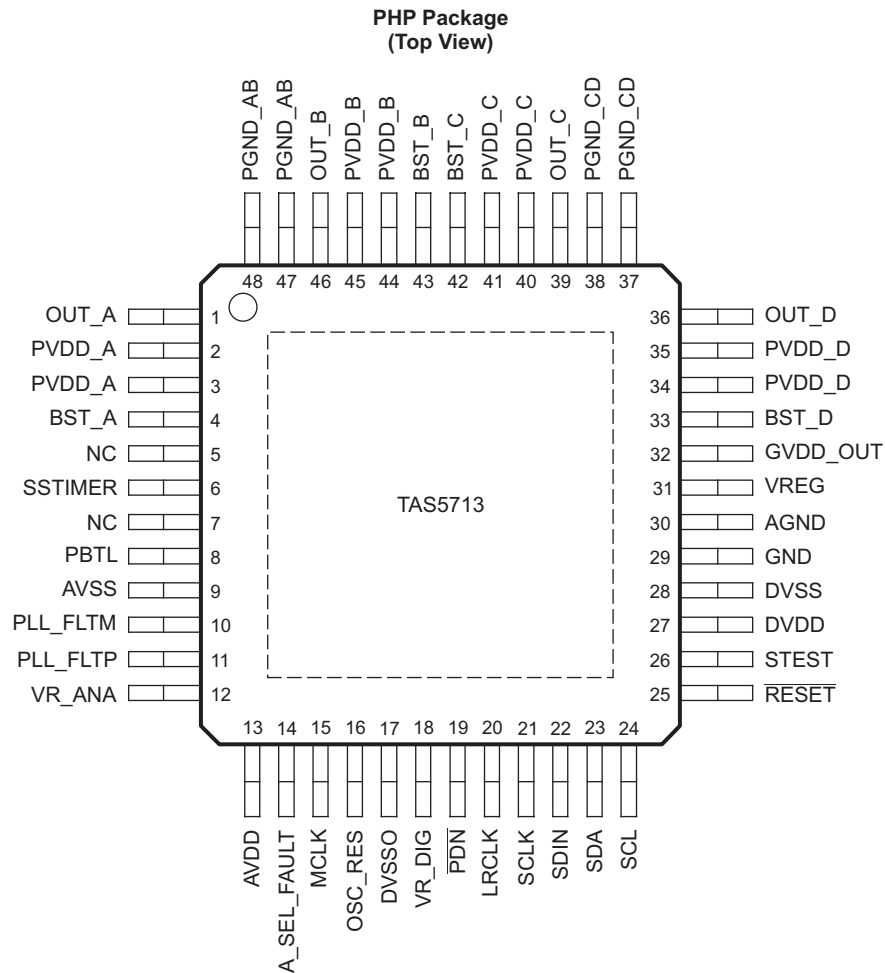 PHP Package
(Top View)
PGND_AB
PGND_AB
OUT_B
PVDD_B
PVDD_B
BST_B
BST_C
PVDD_C
PVDD_C
OUT_C
PGND_CD
PGND_CD
48 47 46 45 44 43 42 41 40 39 38 37
OUT_A 1 36 OUT_D
PVDD_A 2 35 PVDD_D
PVDD_A 3 34 PVDD_D
BST_A 4 33 BST_D
NC 5 32 GVDD_OUT
SSTIMER 6 31 VREG
TAS5713
NC 7 30 AGND
PBTL 8 29 GND
AVSS 9 28 DVSS
PLL_FLTM 10 27 DVDD
PLL_FLTP 11 26 STEST
VR_ANA 12 25 RESET
13 14 15 16 17 18 19 20 21 22 23 24
AVDD
A_SEL_FAULT
MCLK
OSC_RES
DVSSO
VR_DIG
PDN
LRCLK
SCLK
SDIN
SDA
SCL